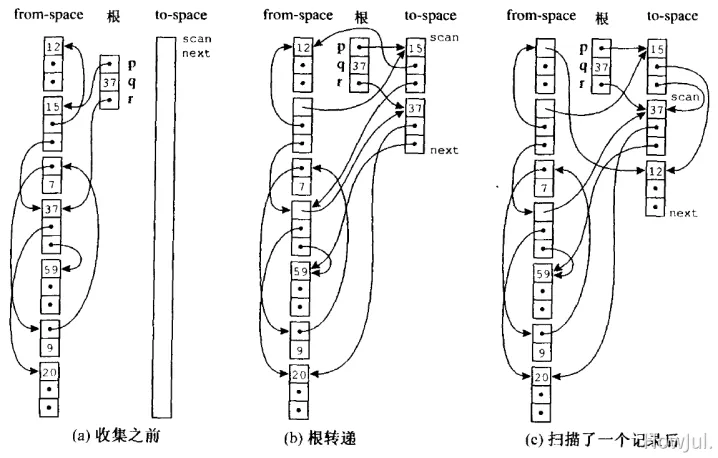 from-space 根 to-space
scan
next
12
15
7
37
59
9
20
p
q 37
r
(a) 收集之前
from-space 根 to-space
scan
next
12
7
59
9
20
p
q 37
r
15
37
(b) 根转递
from-space 根 to-space
7
59
9
20
p
q 37
r
15
scan
37
12
next
(c) 扫描了一个记录后
HowJul.